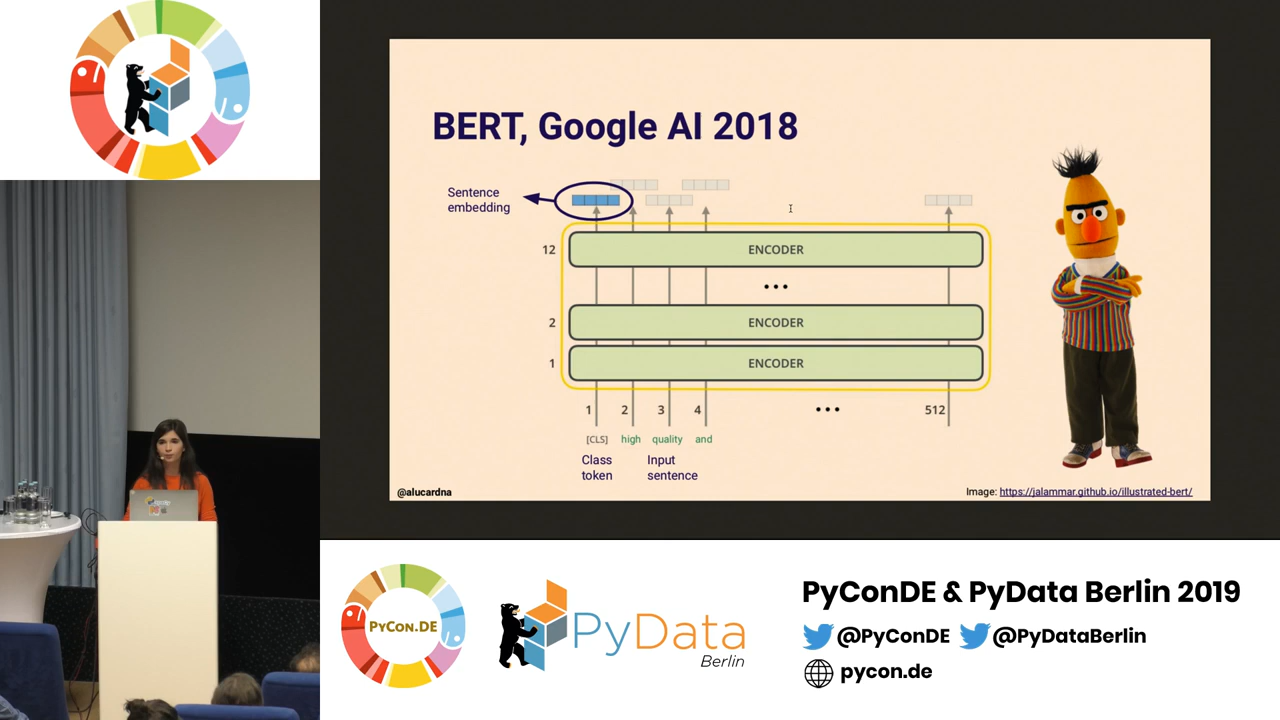 BERT, Google AI 2018
Sentence
embedding
12 ENCODER
2 ENCODER
1 ENCODER
1 2 3 4 512
[CLS] high quality and
Class
token
Input
sentence
@alucardna
Image: https://jalammar.github.io/illustrated-bert/
PyCon.DE
PyData
Berlin
PyConDE & PyData Berlin 2019
@PyConDE @PyDataBerlin
pycon.de